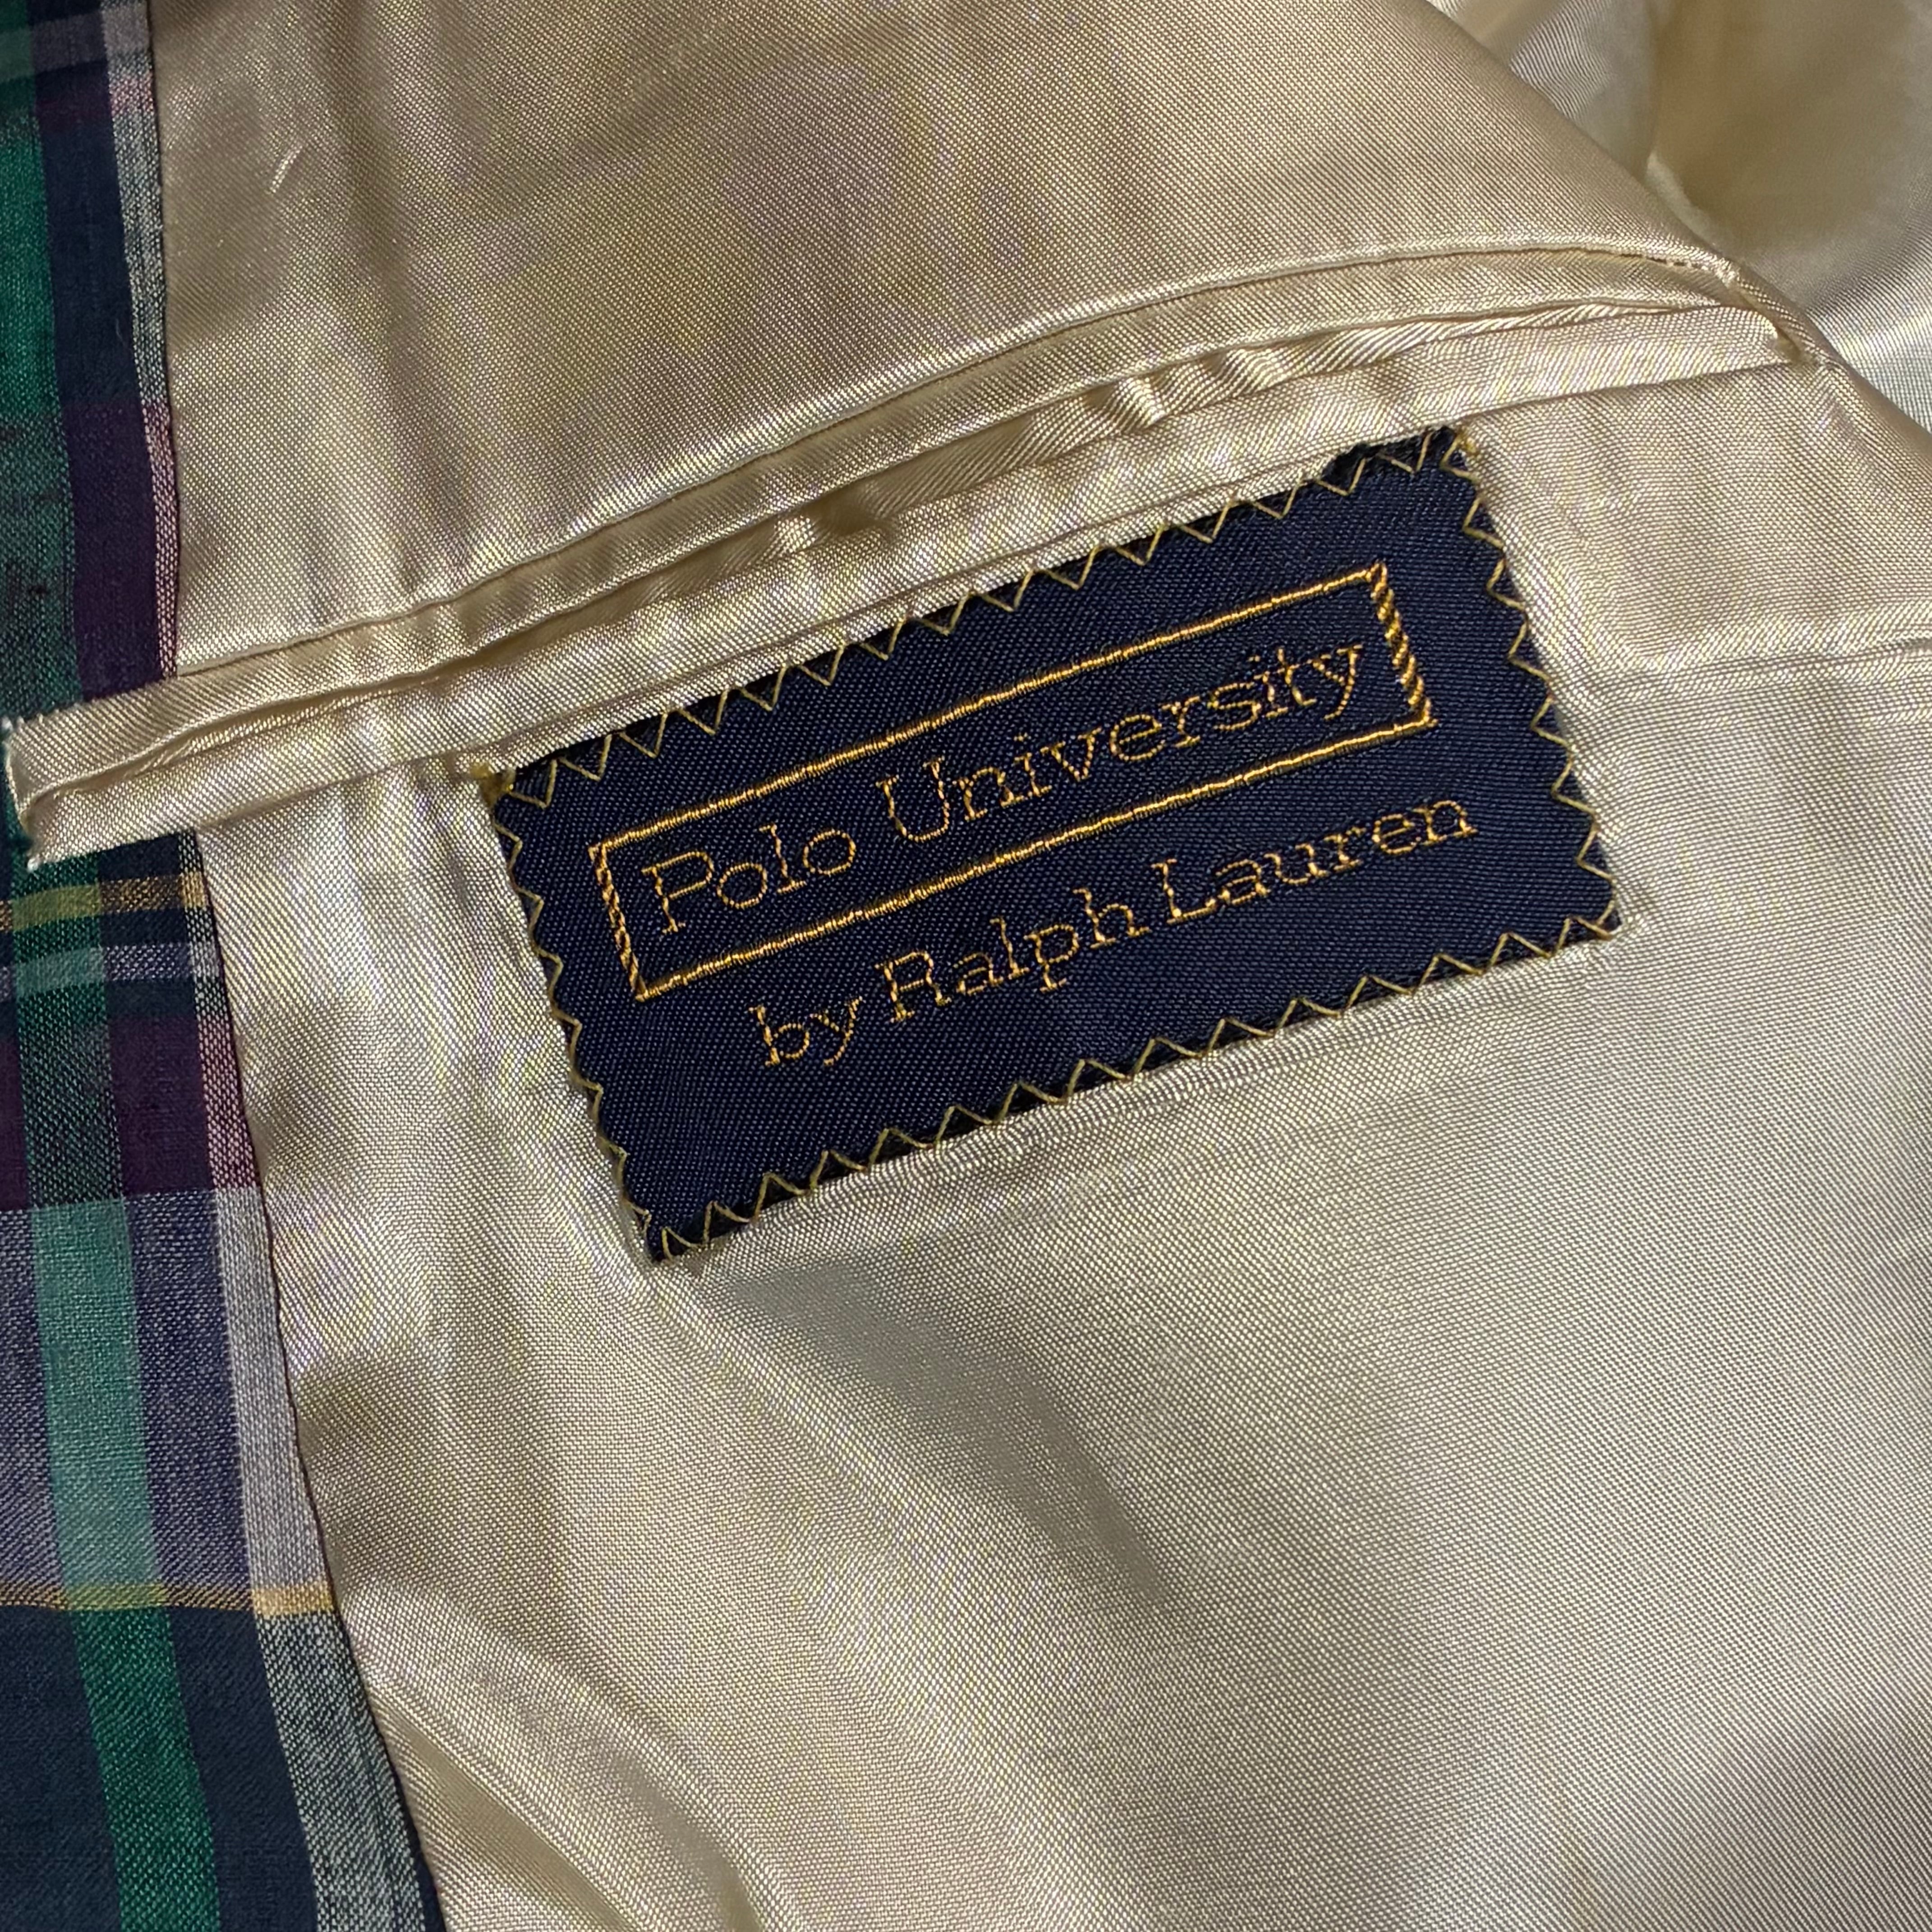 Polo University
by Ralph Lauren